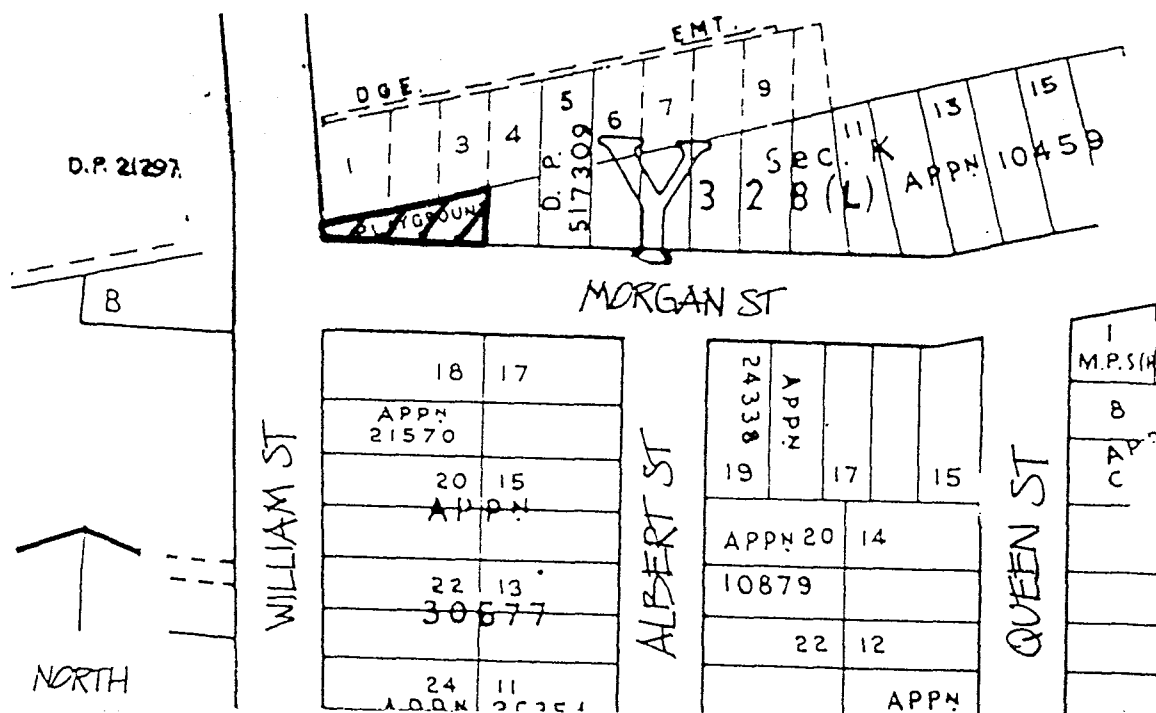 DGE. EMT.
1 3 4 5 6 7 9 11 13 15
D.P. 21297.
PLAYGROUND
D. P.
517309
Sec. K
3 2 8 (L)
APPN 10459
B
MORGAN ST
WILLIAM ST
ALBERT ST
QUEEN ST
18 17
APPN
21570
20 15
APPN
22 13
30677
24 11
APPN
24338
APPN
19 17 15
APPN 20 14
10879
22 12
APPN
1
M.P.S(H
B
C
NORTH